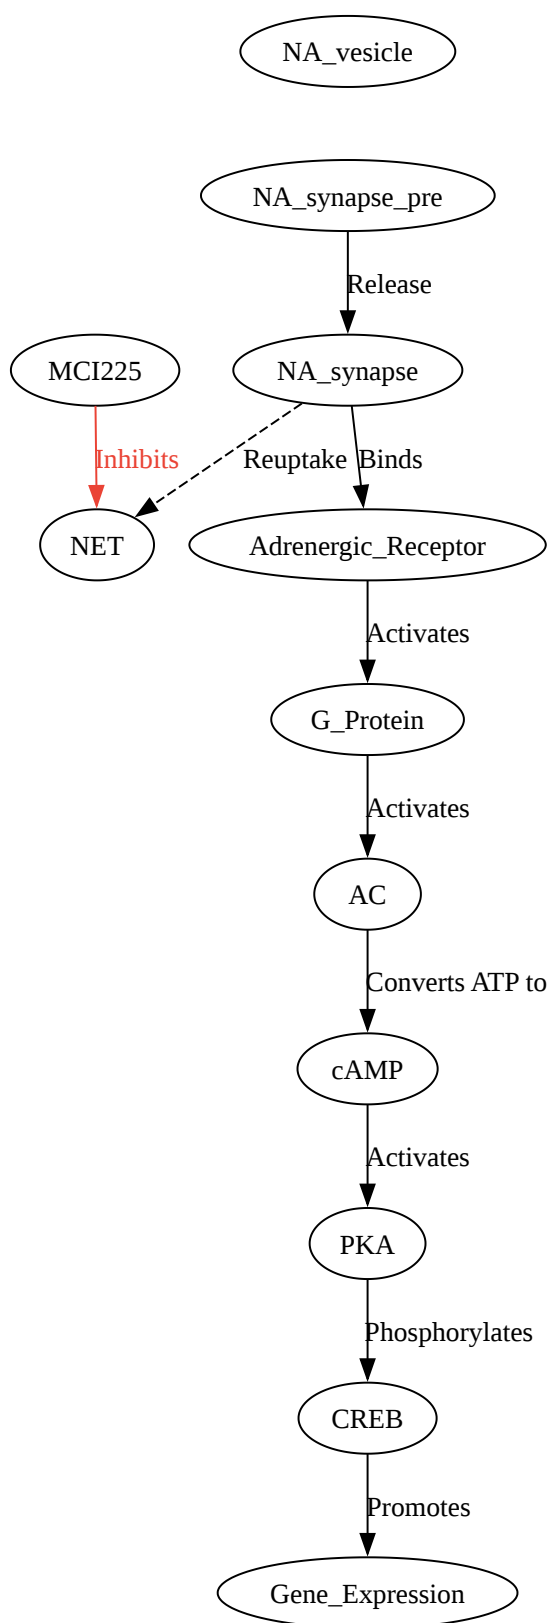 NA_vesicle
NA_synapse_pre
Release
MCI225
NA_synapse
Inhibits
Reuptake
Binds
NET
Adrenergic_Receptor
Activates
G_Protein
Activates
AC
Converts ATP to
cAMP
Activates
PKA
Phosphorylates
CREB
Promotes
Gene_Expression